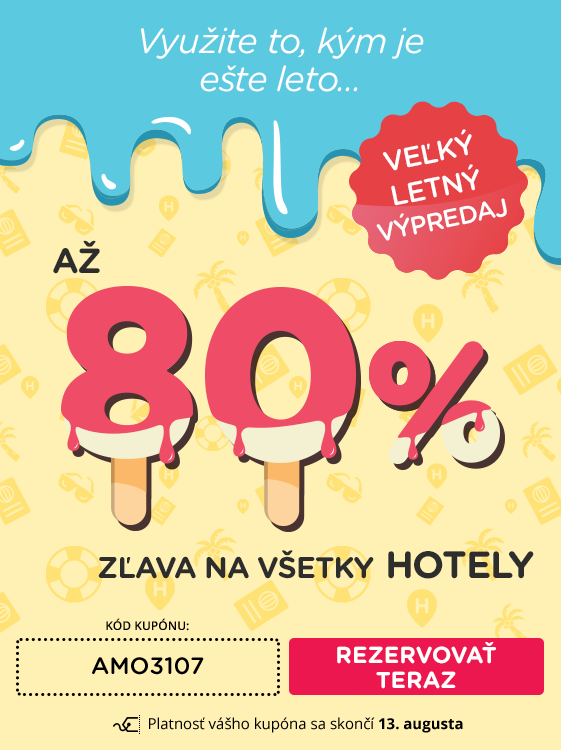 Využite to, kým je
ešte leto...
VEĽKÝ
LETNÝ
VÝPREDAJ
AŽ
80%
ZĽAVA NA VŠETKY HOTELY
KÓD KUPÓNU:
AMO3107
REZERVOVAŤ
TERAZ
Platnosť vášho kupóna sa skončí 13. augusta